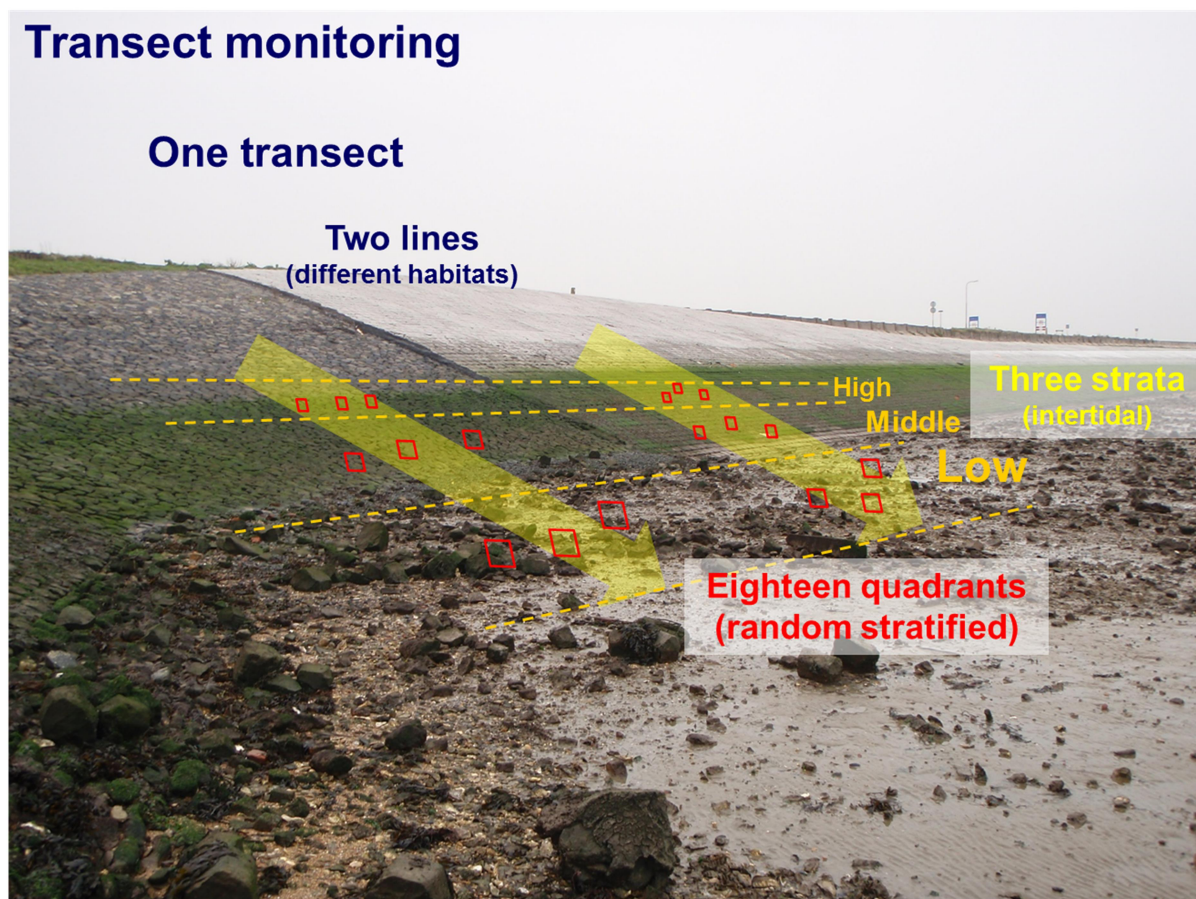 Transect monitoring
One transect
Two lines
(different habitats)
High
Three strata
(intertidal)
Middle
Low
Eighteen quadrants
(random stratified)